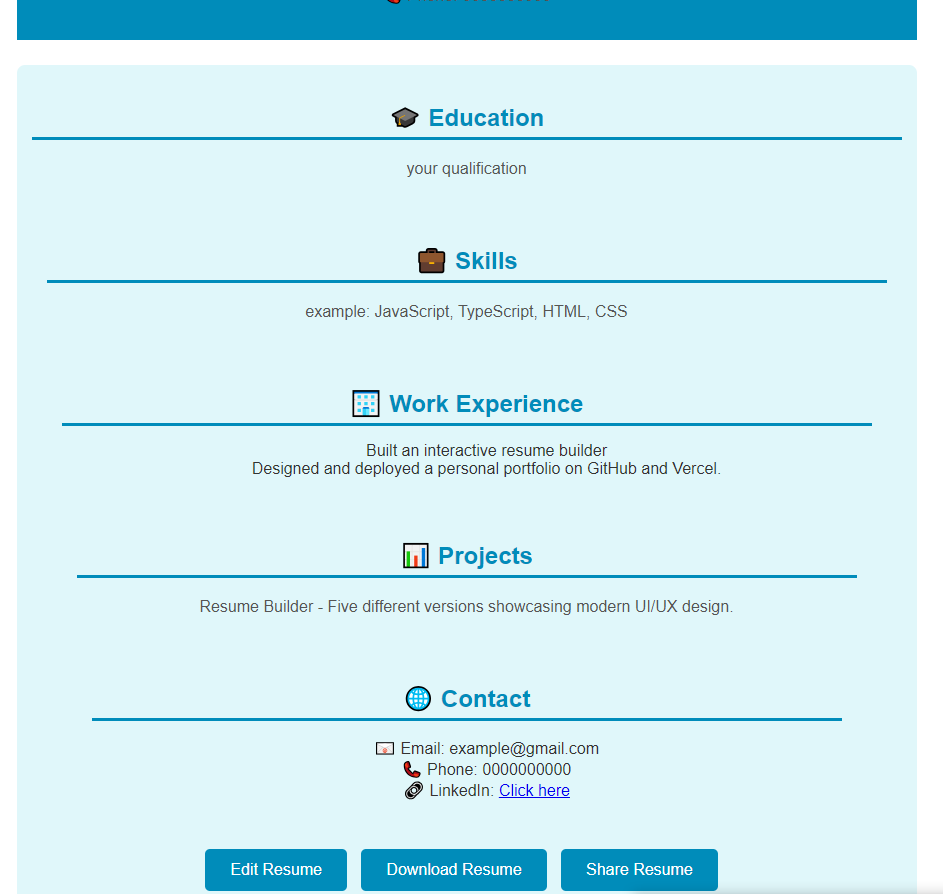 Phone: 0000000000
Education
your qualification
Skills
example: JavaScript, TypeScript, HTML, CSS
Work Experience
Built an interactive resume builder
Designed and deployed a personal portfolio on GitHub and Vercel.
Projects
Resume Builder - Five different versions showcasing modern UI/UX design.
Contact
Email: example@gmail.com
Phone: 0000000000
LinkedIn: Click here
Edit Resume Download Resume Share Resume